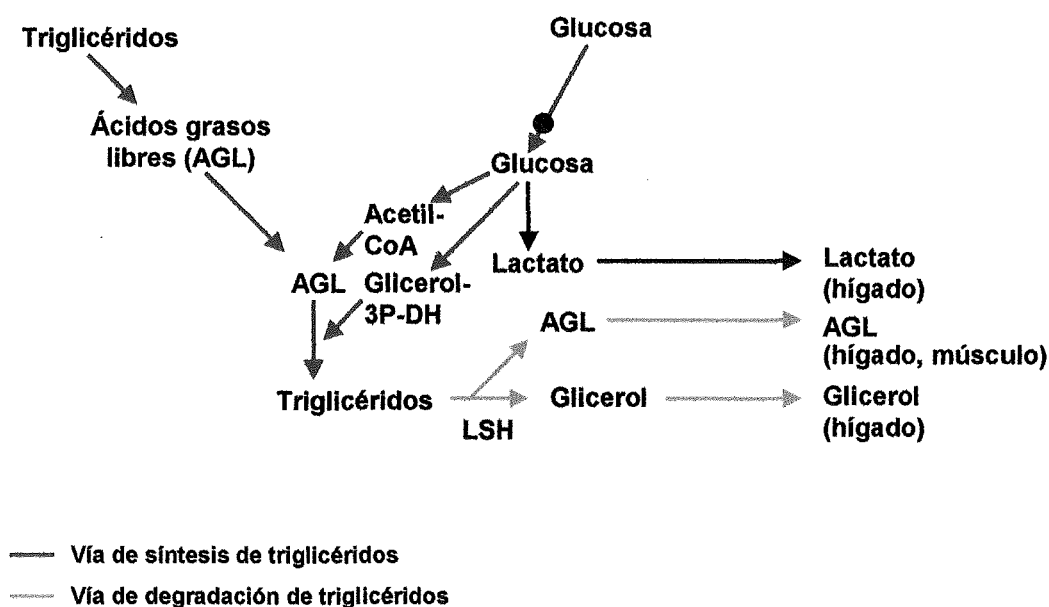 Triglicéridos
Glucosa
Ácidos grasos
libres (AGL)
Glucosa
Acetil-
CoA
Lactato
Lactato
(hígado)
AGL
Glicerol-
3P-DH
AGL
AGL
(hígado, músculo)
Triglicéridos
LSH
Glicerol
Glicerol
(hígado)
Vía de síntesis de triglicéridos
Vía de degradación de triglicéridos